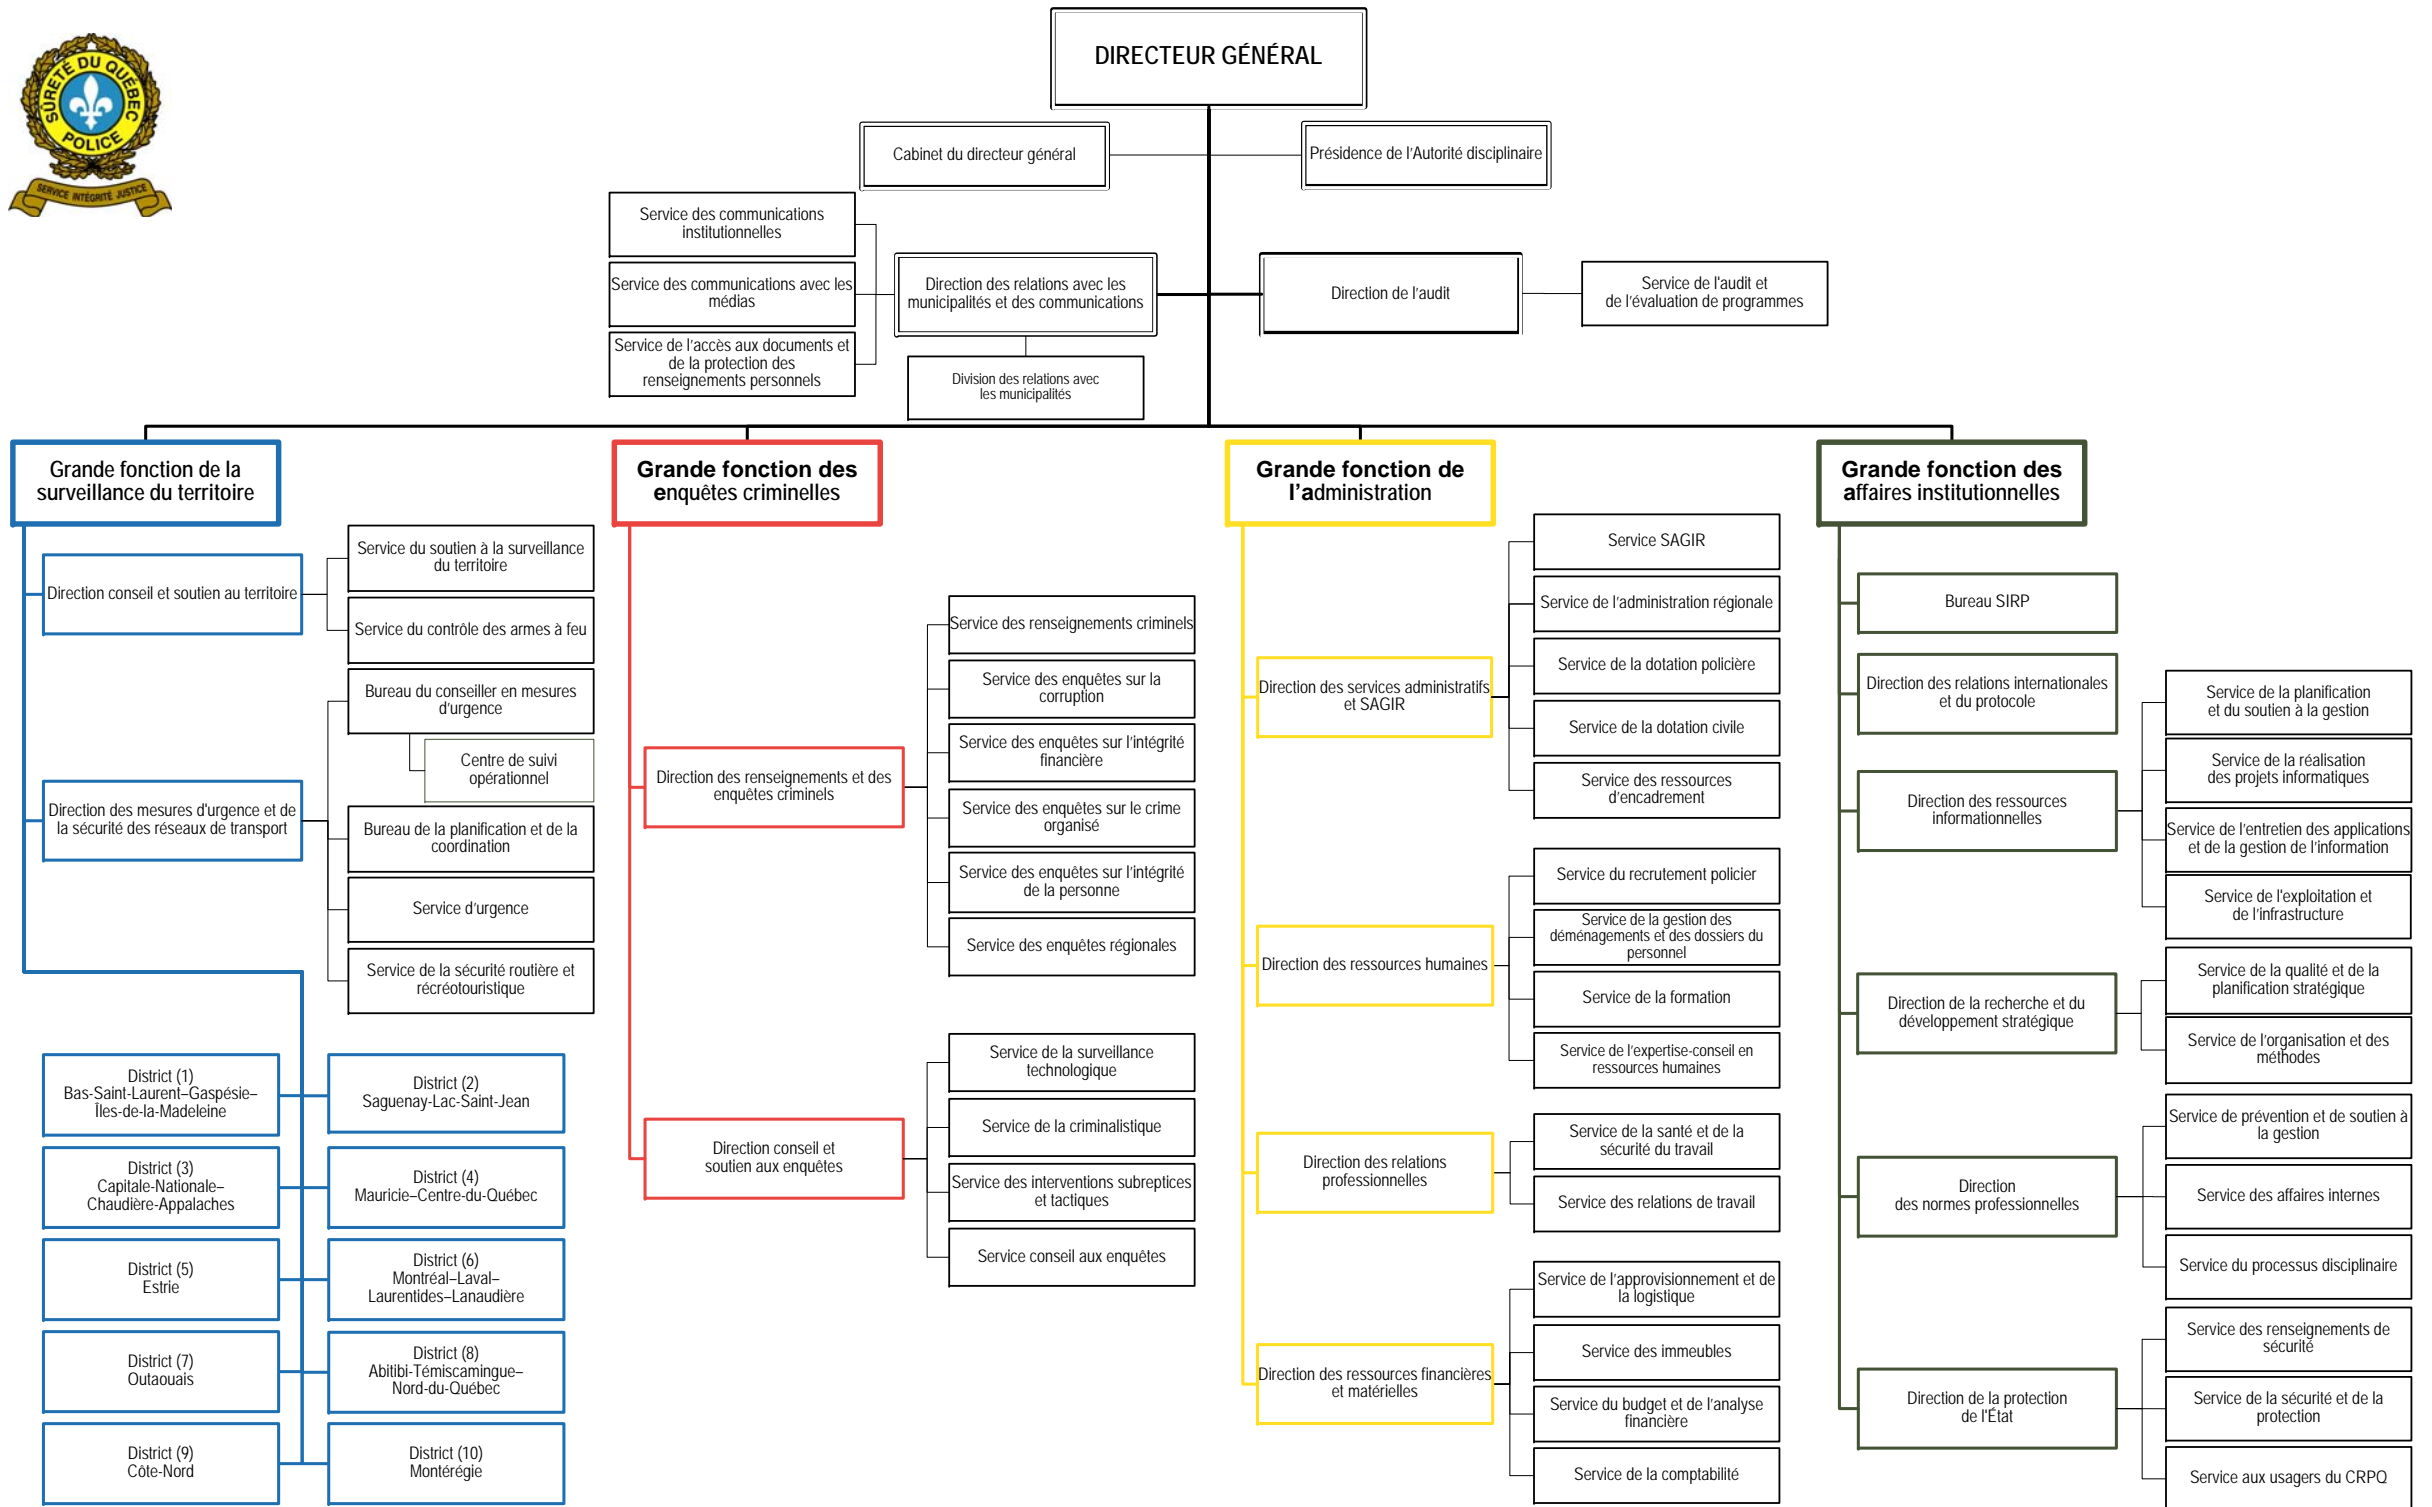 SÛRETÉ DU QUÉBEC
POLICE
SERVICE INTÉGRITÉ JUSTICE
DIRECTEUR GÉNÉRAL
Cabinet du directeur général
Présidence de l'Autorité disciplinaire
Service des communications
institutionnelles
Service des communications avec les
médias
Service de l'accès aux documents et
de la protection des
renseignements personnels
Direction des relations avec les
municipalités et des communications
Division des relations avec
les municipalités
Direction de l'audit
Service de l'audit et
de l'évaluation de programmes
Grande fonction de la
surveillance du territoire
Direction conseil et soutien au territoire
Service du soutien à la surveillance
du territoire
Service du contrôle des armes à feu
Direction des mesures d'urgence et de
la sécurité des réseaux de transport
Bureau du conseiller en mesures
d'urgence
Centre de suivi
opérationnel
Bureau de la planification et de la
coordination
Service d'urgence
Service de la sécurité routière et
récréotouristique
District (1)
Bas-Saint-Laurent–Gaspésie–
Îles-de-la-Madeleine
District (2)
Saguenay-Lac-Saint-Jean
District (3)
Capitale-Nationale–
Chaudière-Appalaches
District (4)
Mauricie–Centre-du-Québec
District (5)
Estrie
District (6)
Montréal–Laval–
Laurentides–Lanaudière
District (7)
Outaouais
District (8)
Abitibi-Témiscamingue–
Nord-du-Québec
District (9)
Côte-Nord
District (10)
Montérégie
Grande fonction des
enquêtes criminelles
Direction des renseignements et des
enquêtes criminels
Service des renseignements criminels
Service des enquêtes sur la
corruption
Service des enquêtes sur l'intégrité
financière
Service des enquêtes sur le crime
organisé
Service des enquêtes sur l'intégrité
de la personne
Service des enquêtes régionales
Direction conseil et
soutien aux enquêtes
Service de la surveillance
technologique
Service de la criminalistique
Service des interventions subreptices
et tactiques
Service conseil aux enquêtes
Grande fonction de
l'administration
Direction des services administratifs
et SAGIR
Service SAGIR
Service de l'administration régionale
Service de la dotation policière
Service de la dotation civile
Service des ressources
d'encadrement
Direction des ressources humaines
Service du recrutement policier
Service de la gestion des
déménagements et des dossiers du
personnel
Service de la formation
Service de l'expertise-conseil en
ressources humaines
Direction des relations
professionnelles
Service de la santé et de la
sécurité du travail
Service des relations de travail
Direction des ressources financières
et matérielles
Service de l'approvisionnement et de
la logistique
Service des immeubles
Service du budget et de l'analyse
financière
Service de la comptabilité
Grande fonction des
affaires institutionnelles
Bureau SIRP
Direction des relations internationales
et du protocole
Direction des ressources
informationnelles
Service de la planification
et du soutien à la gestion
Service de la réalisation
des projets informatiques
Service de l'entretien des applications
et de la gestion de l'information
Service de l'exploitation et
de l'infrastructure
Direction de la recherche et du
développement stratégique
Service de la qualité et de la
planification stratégique
Service de l'organisation et des
méthodes
Direction
des normes professionnelles
Service de prévention et de soutien à
la gestion
Service des affaires internes
Service du processus disciplinaire
Direction de la protection
de l'État
Service des renseignements de
sécurité
Service de la sécurité et de la
protection
Service aux usagers du CRPQ